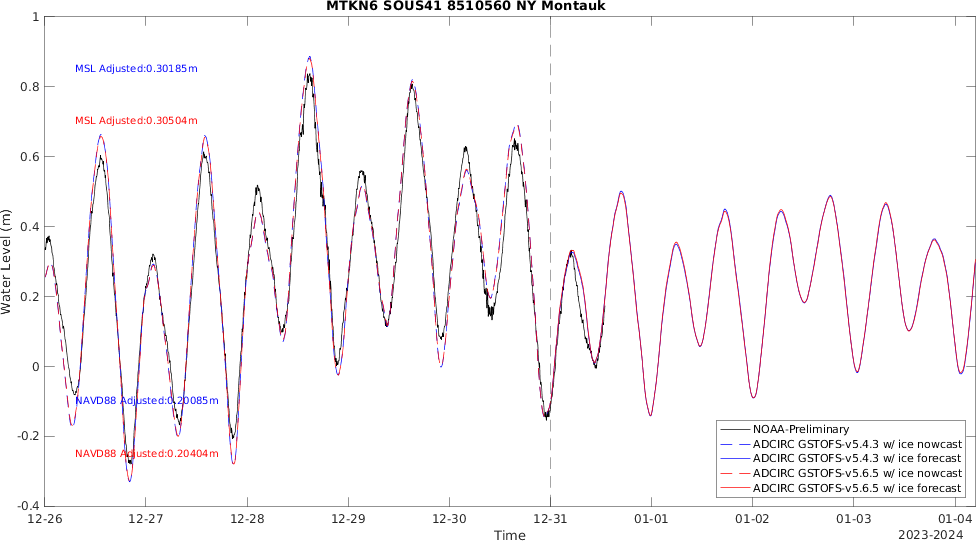 MTKN6 SOUS41 8510560 NY Montauk
1
0.8
0.6
0.4
0.2
0
-0.2
-0.4
Water Level (m)
MSL Adjusted:0.30185m
MSL Adjusted:0.30504m
NAVD88 Adjusted:0.20085m
NAVD88 Adjusted:0.20404m
NOAA-Preliminary
ADCIRC GSTOFS-v5.4.3 w/ ice nowcast
ADCIRC GSTOFS-v5.4.3 w/ ice forecast
ADCIRC GSTOFS-v5.6.5 w/ ice nowcast
ADCIRC GSTOFS-v5.6.5 w/ ice forecast
12-26 12-27 12-28 12-29 12-30 12-31 01-01 01-02 01-03 01-04
Time
2023-2024